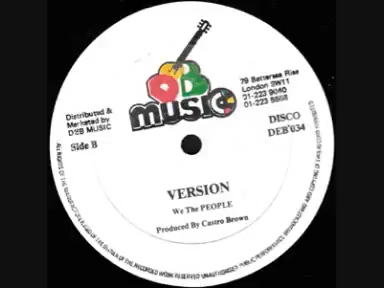 DEB
music
79 Battersea Rise
London SW11
01-223 9040
01-223 8868
Distributed &
Marketed by
DEB MUSIC
Side B
DISCO
DEB 034
VERSION
We The PEOPLE
Produced By Castro Brown